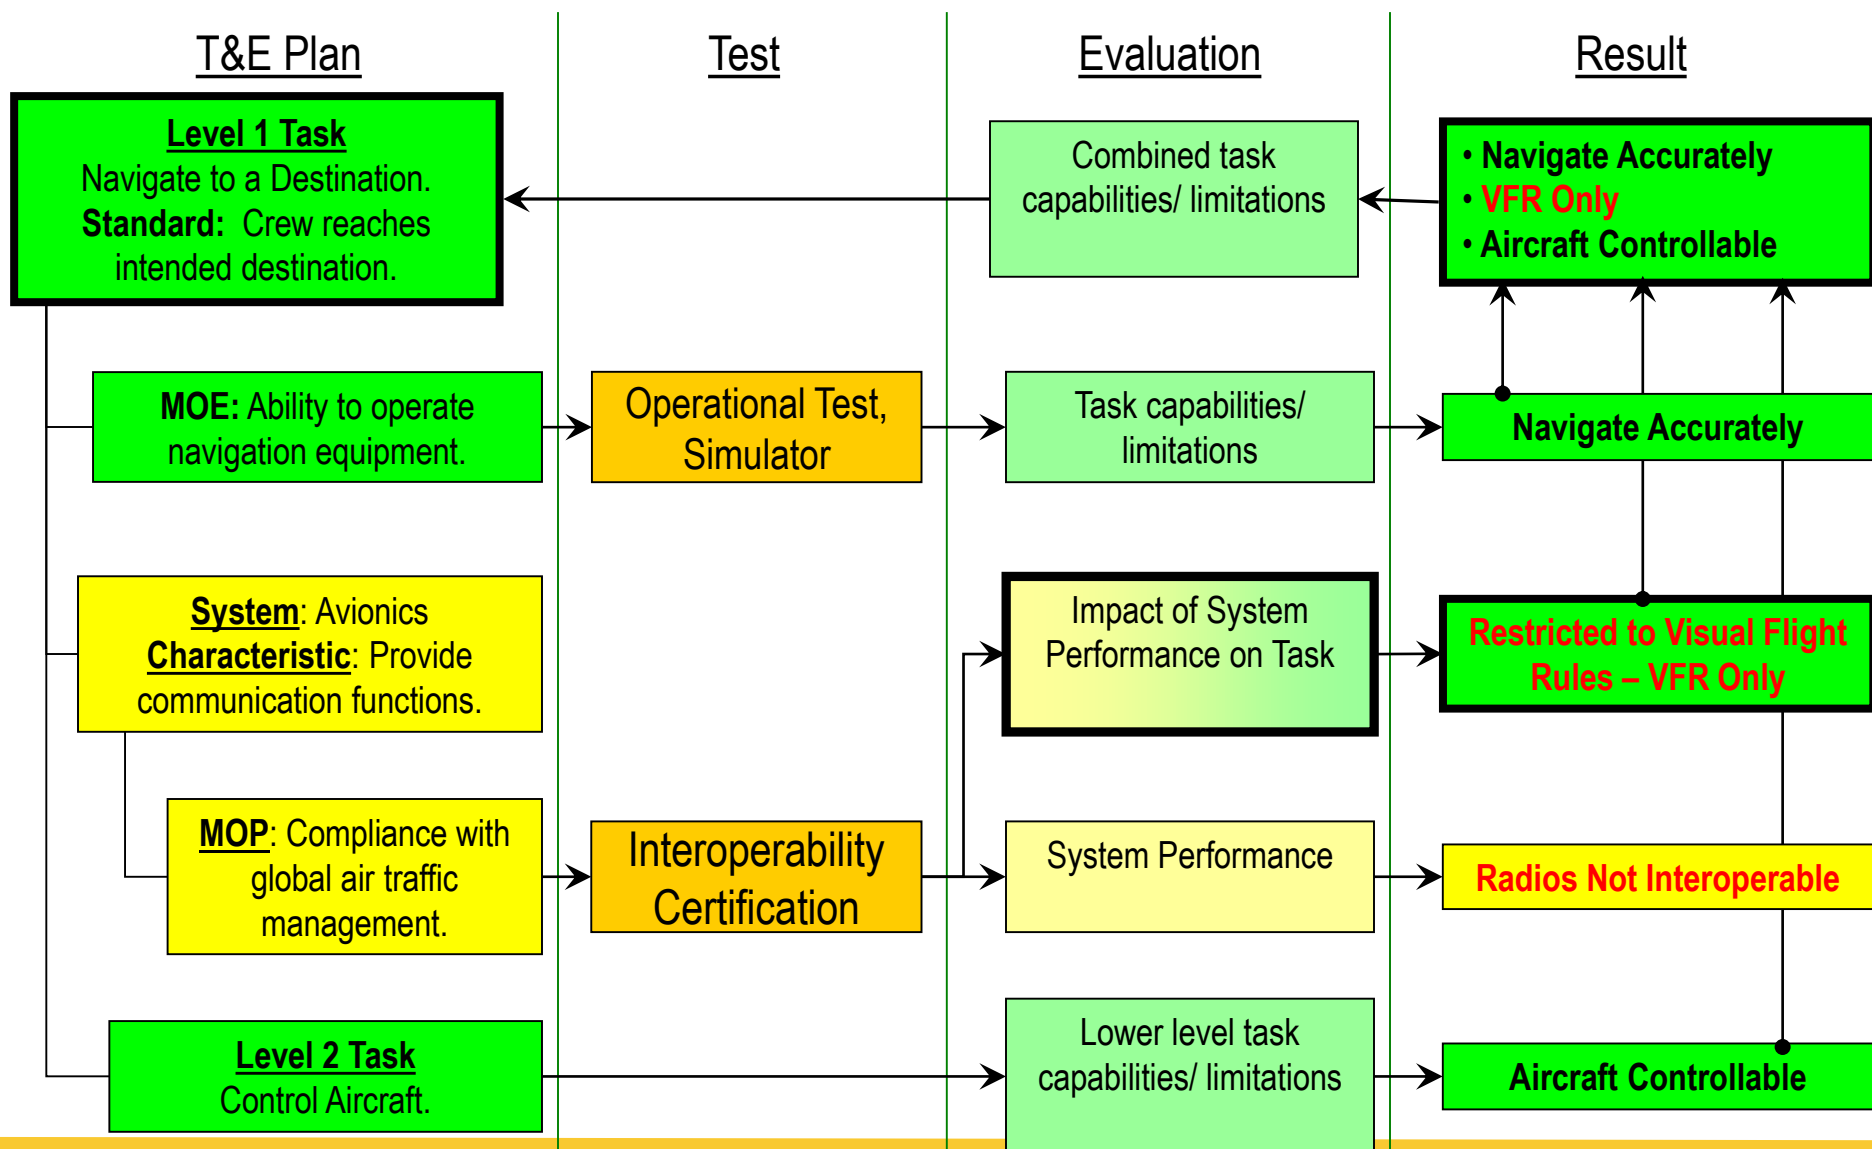 T&E Plan
Test
Evaluation
Result
Level 1 Task
Navigate to a Destination.
Standard: Crew reaches
intended destination.
Combined task
capabilities/ limitations
• Navigate Accurately
• VFR Only
• Aircraft Controllable
MOE: Ability to operate
navigation equipment.
Operational Test,
Simulator
Task capabilities/
limitations
Navigate Accurately
System: Avionics
Characteristic: Provide
communication functions.
Impact of System
Performance on Task
Restricted to Visual Flight
Rules – VFR Only
MOP: Compliance with
global air traffic
management.
Interoperability
Certification
System Performance
Radios Not Interoperable
Level 2 Task
Control Aircraft.
Lower level task
capabilities/ limitations
Aircraft Controllable